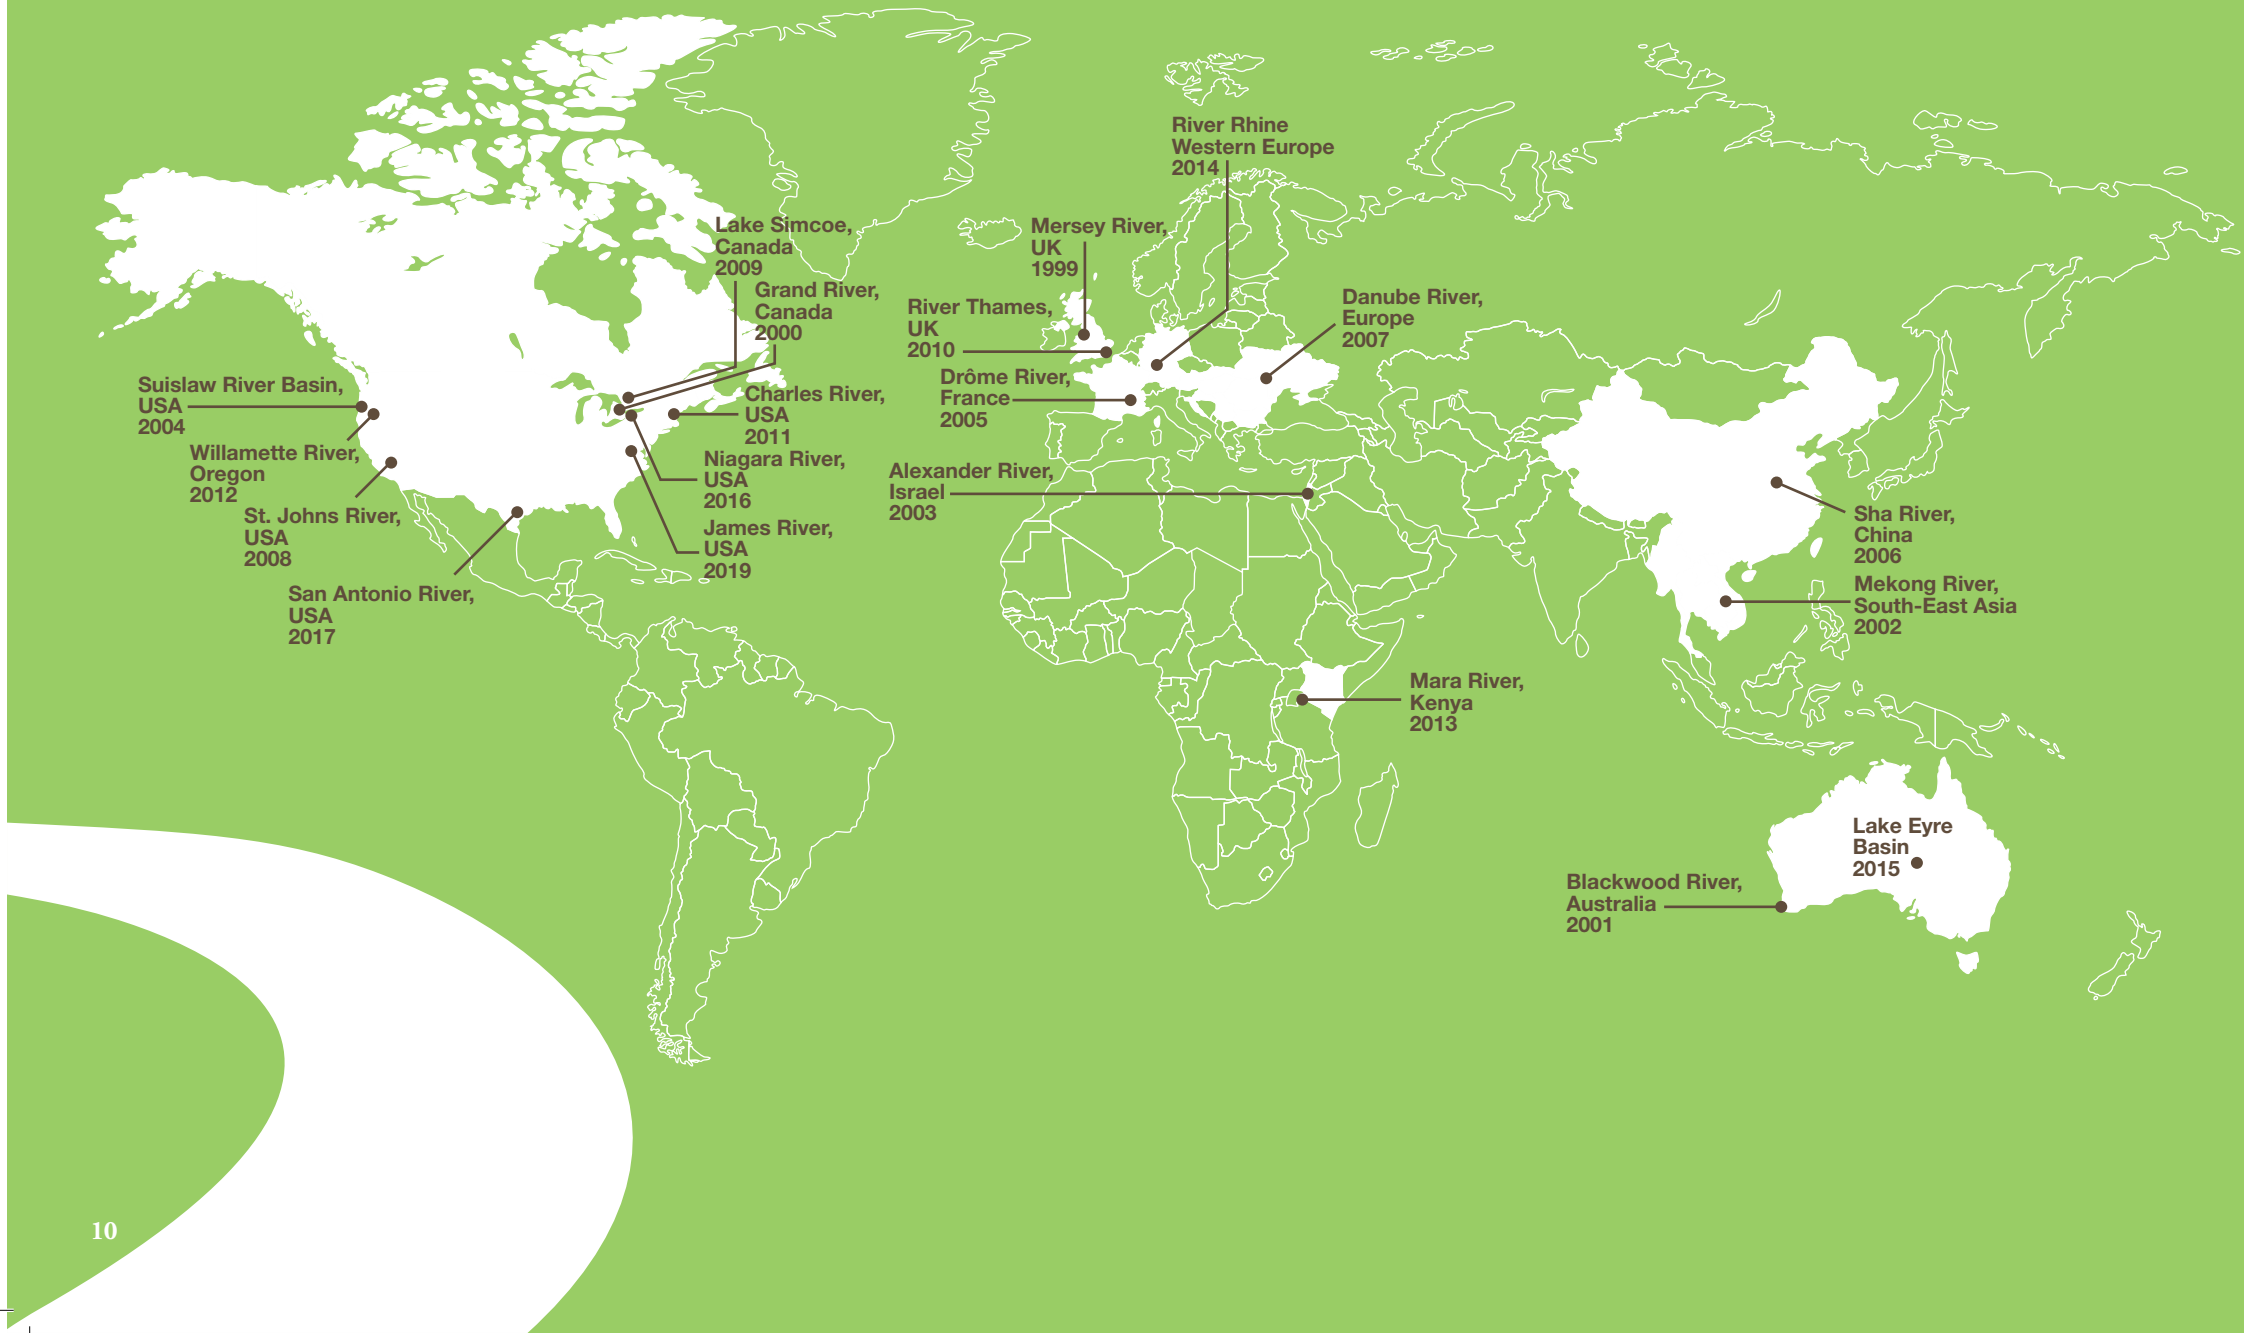 River Rhine
Western Europe
2014
Lake Simcoe,
Canada
2009
Mersey River,
UK
1999
Grand River,
Canada
2000
River Thames,
UK
2010
Danube River,
Europe
2007
Suislaw River Basin,
USA
2004
Drôme River,
France
2005
Charles River,
USA
2011
Willamette River,
Oregon
2012
Niagara River,
USA
2016
Alexander River,
Israel
2003
St. Johns River,
USA
2008
James River,
USA
2019
Sha River,
China
2006
San Antonio River,
USA
2017
Mekong River,
South-East Asia
2002
Mara River,
Kenya
2013
Lake Eyre
Basin
2015
Blackwood River,
Australia
2001
10